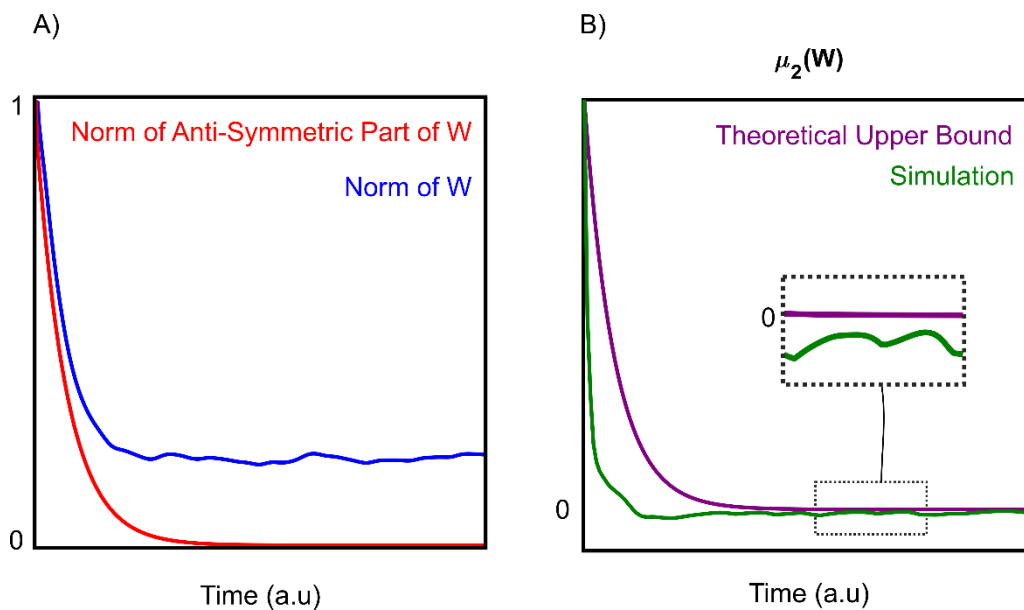 A)
1
Norm of Anti-Symmetric Part of W
Norm of W
0
Time (a.u)
B)
μ₂(W)
Theoretical Upper Bound
Simulation
0
0
Time (a.u)